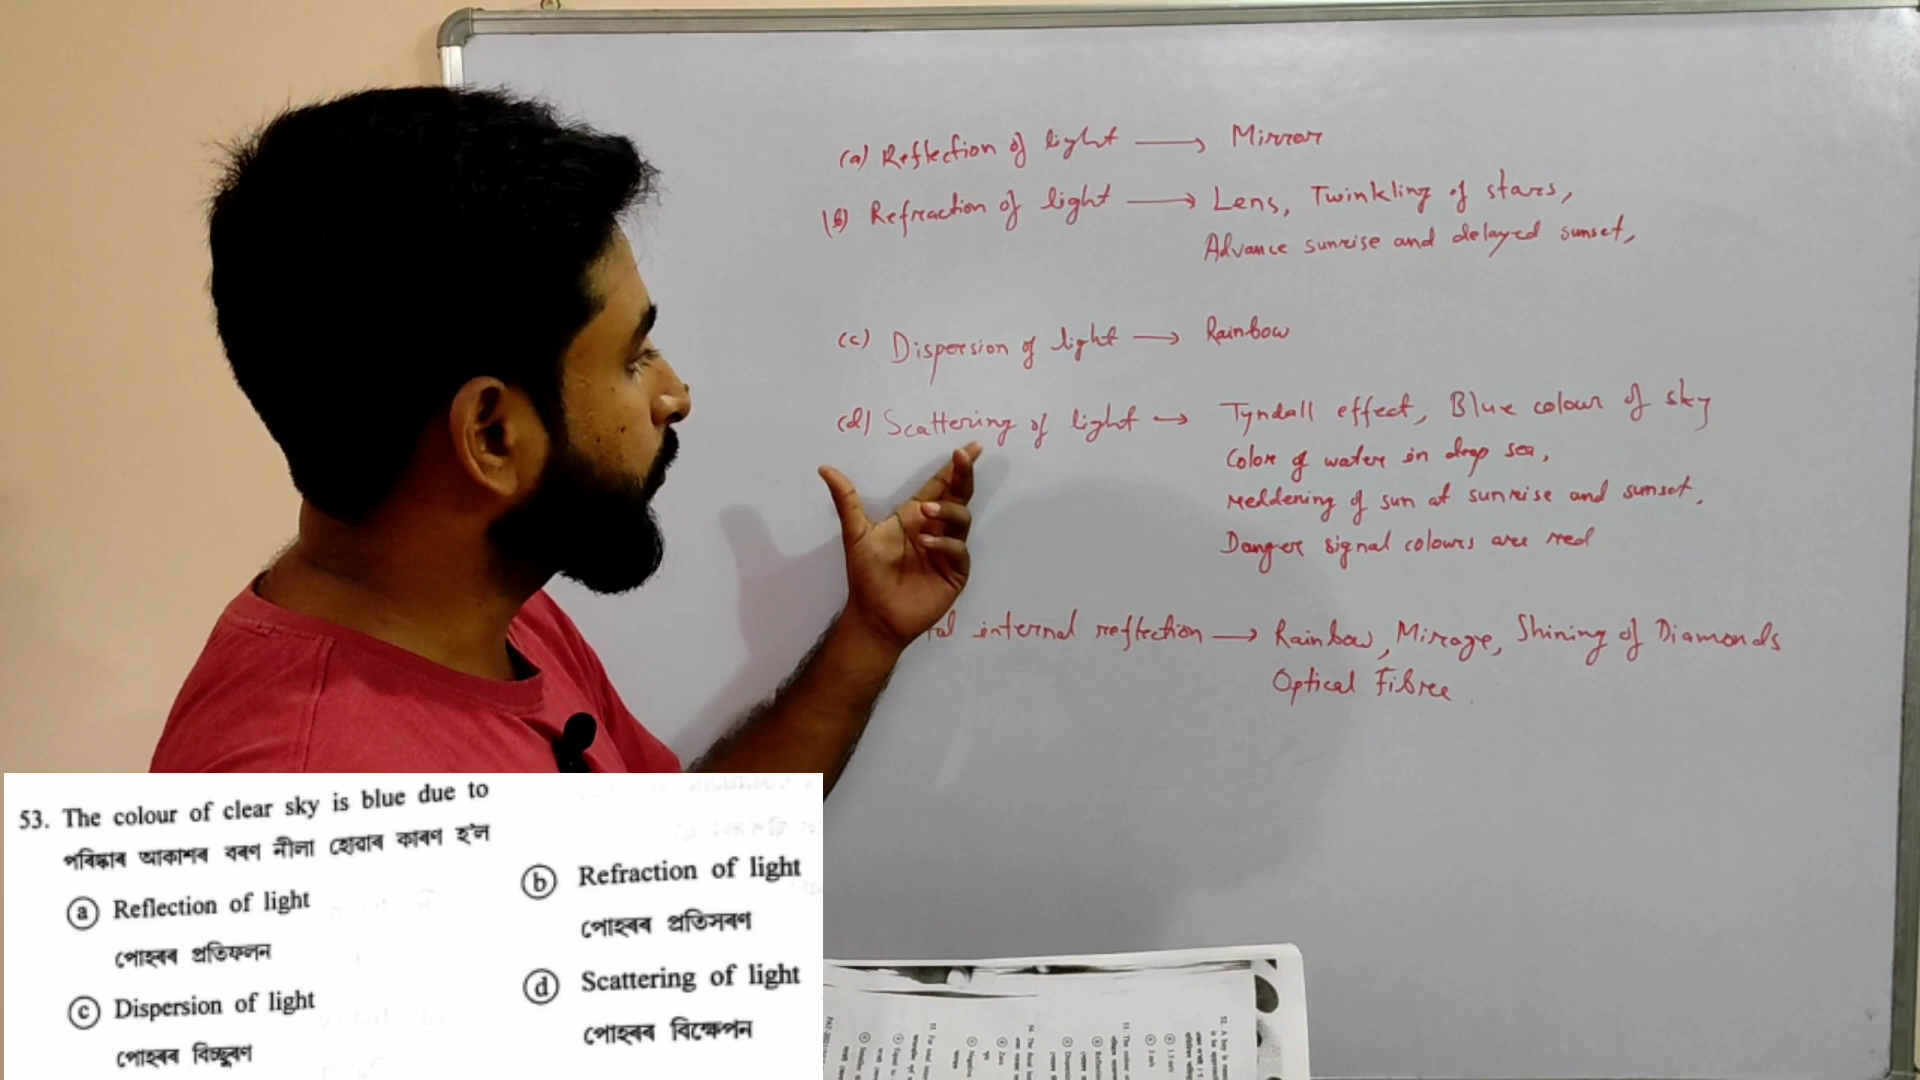 (a) Reflection of light → Mirror
(b) Refraction of light → Lens, Twinkling of stars,
Advance sunrise and delayed sunset,
(c) Dispersion of light → Rainbow
(d) Scattering of light → Tyndall effect, Blue colour of sky
Color of water in deep sea,
reddening of sun at sunrise and sunset,
Danger signal colours are red
tal internal reflection → Rainbow, Mirage, Shining of Diamonds
Optical Fibre
53. The colour of clear sky is blue due to
পৰিষ্কাৰ আকাশৰ বৰণ নীলা হোৱাৰ কাৰণ হ'ল
(a) Reflection of light
পোহৰৰ প্ৰতিফলন
(b) Refraction of light
পোহৰৰ প্ৰতিসৰণ
(c) Dispersion of light
পোহৰৰ বিচ্ছুৰণ
(d) Scattering of light
পোহৰৰ বিক্ষেপন